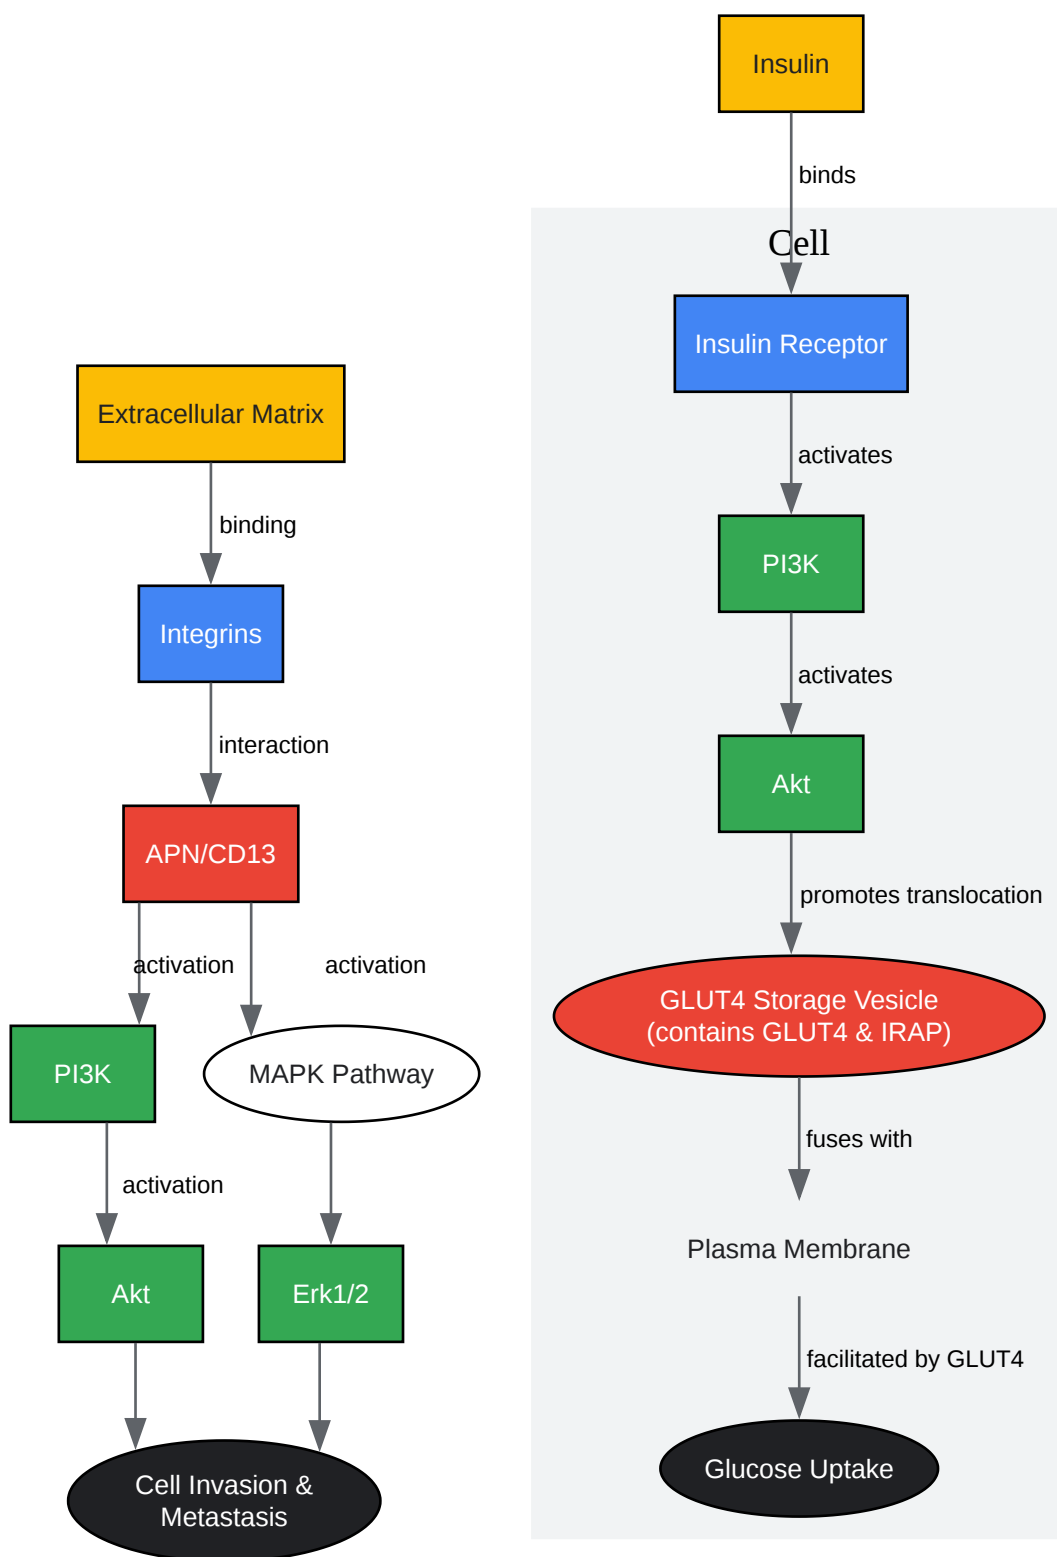 Insulin
binds
Cell
Insulin Receptor
activates
PI3K
activates
Akt
promotes translocation
GLUT4 Storage Vesicle
(contains GLUT4 & IRAP)
fuses with
Plasma Membrane
facilitated by GLUT4
Glucose Uptake
Extracellular Matrix
binding
Integrins
interaction
APN/CD13
activation
activation
PI3K
MAPK Pathway
activation
Akt
Erk1/2
Cell Invasion &
Metastasis